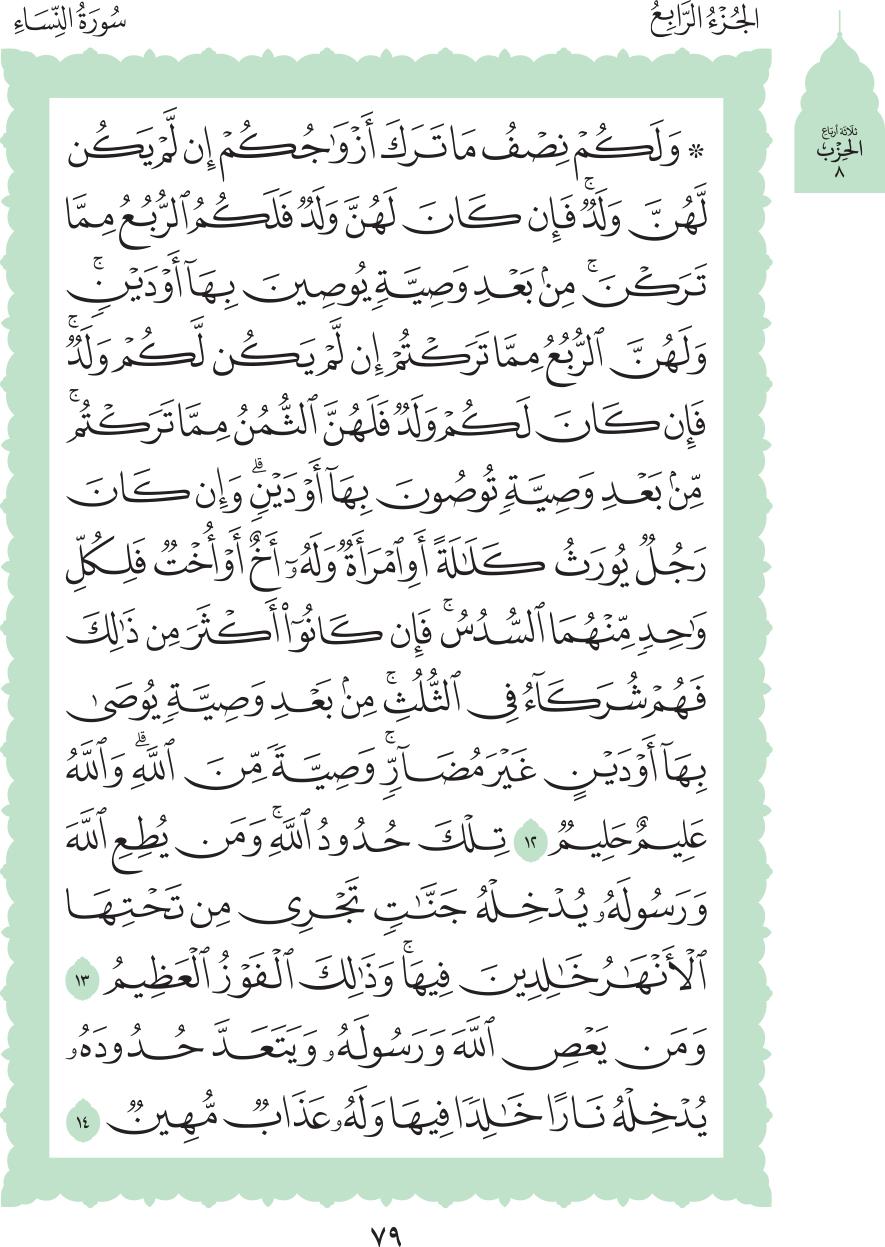 الجُزْءُ الرَّابِعُ
سُورَةُ النِّسَاءِ
ثلاثة أرباع
الحِزْب
٨
* وَلَكُمْ نِصْفُ مَا تَرَكَ أَزْوَٰجُكُمْ إِن لَّمْ يَكُن
لَّهُنَّ وَلَدٌۚ فَإِن كَانَ لَهُنَّ وَلَدٌ فَلَكُمُ ٱلرُّبُعُ مِمَّا
تَرَكْنَۚ مِنۢ بَعْدِ وَصِيَّةٍ يُوصِينَ بِهَآ أَوْ دَيْنٍۚ
وَلَهُنَّ ٱلرُّبُعُ مِمَّا تَرَكْتُمْ إِن لَّمْ يَكُن لَّكُمْ وَلَدٌۚ
فَإِن كَانَ لَكُمْ وَلَدٌ فَلَهُنَّ ٱلثُّمُنُ مِمَّا تَرَكْتُمۚ
مِّنۢ بَعْدِ وَصِيَّةٍ تُوصُونَ بِهَآ أَوْ دَيْنٍۗ وَإِن كَانَ
رَجُلٌ يُورَثُ كَلَٰلَةً أَوِ ٱمْرَأَةٌ وَلَهُۥٓ أَخٌ أَوْ أُخْتٌ فَلِكُلِّ
وَٰحِدٍ مِّنْهُمَا ٱلسُّدُسُۚ فَإِن كَانُوٓا۟ أَكْثَرَ مِن ذَٰلِكَ
فَهُمْ شُرَكَآءُ فِى ٱلثُّلُثِۚ مِنۢ بَعْدِ وَصِيَّةٍ يُوصَىٰ
بِهَآ أَوْ دَيْنٍ غَيْرَ مُضَآرٍّۚ وَصِيَّةً مِّنَ ٱللَّهِۗ وَٱللَّهُ
عَلِيمٌ حَلِيمٌ ١٢ تِلْكَ حُدُودُ ٱللَّهِۚ وَمَن يُطِعِ ٱللَّهَ
وَرَسُولَهُۥ يُدْخِلْهُ جَنَّٰتٍ تَجْرِى مِن تَحْتِهَا
ٱلْأَنْهَٰرُ خَٰلِدِينَ فِيهَاۚ وَذَٰلِكَ ٱلْفَوْزُ ٱلْعَظِيمُ ١٣
وَمَن يَعْصِ ٱللَّهَ وَرَسُولَهُۥ وَيَتَعَدَّ حُدُودَهُۥ
يُدْخِلْهُ نَارًا خَٰلِدًا فِيهَا وَلَهُۥ عَذَابٌ مُّهِينٌ ١٤
٧٩